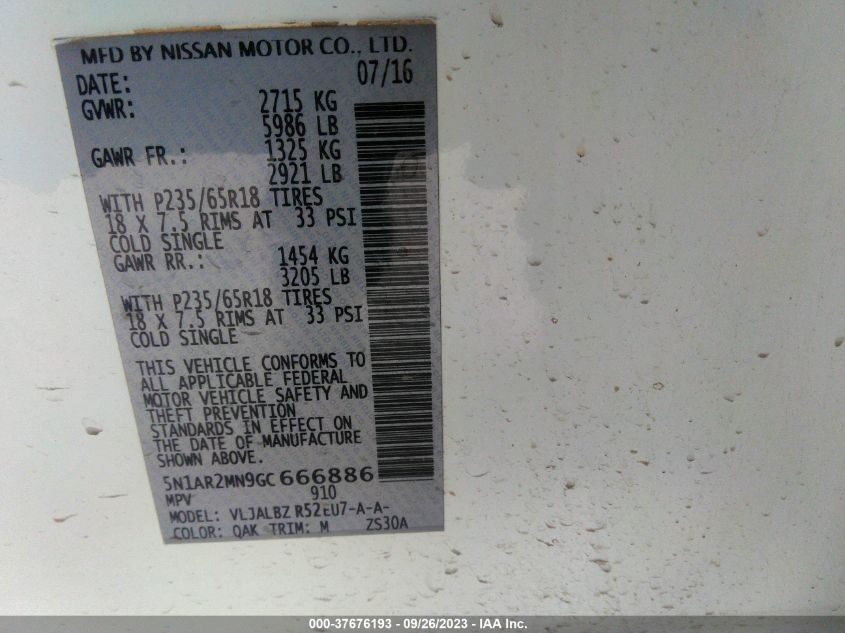 MFD BY NISSAN MOTOR CO., LTD.
DATE: 07/16
GVWR: 2715 KG
5986 LB
GAWR FR.: 1325 KG
2921 LB
WITH P235/65R18 TIRES
18 X 7.5 RIMS AT 33 PSI
COLD SINGLE
GAWR RR.: 1454 KG
3205 LB
WITH P235/65R18 TIRES
18 X 7.5 RIMS AT 33 PSI
COLD SINGLE
THIS VEHICLE CONFORMS TO
ALL APPLICABLE FEDERAL
MOTOR VEHICLE SAFETY AND
THEFT PREVENTION
STANDARDS IN EFFECT ON
THE DATE OF MANUFACTURE
SHOWN ABOVE.
5N1AR2MN9GC666886
MPV 910
MODEL: VLJALBZ R52EU7-A-A-
COLOR: QAK TRIM: M ZS30A
000-37676193 - 09/26/2023 - IAA Inc.